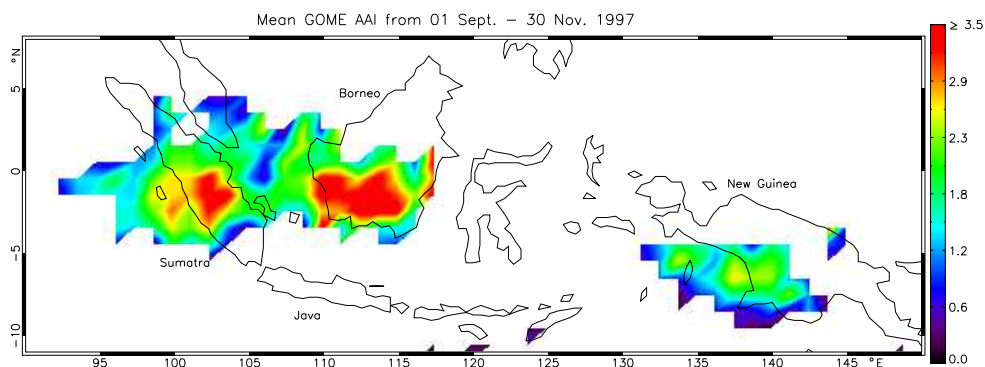 Mean GOME AAI from 01 Sept. – 30 Nov. 1997
≥ 3.5
°N
Borneo
5
2.9
2.3
0
New Guinea
1.8
−5
1.2
Sumatra
0.6
Java
−10
0.0
95 100 105 110 115 120 125 130 135 140 145 °E